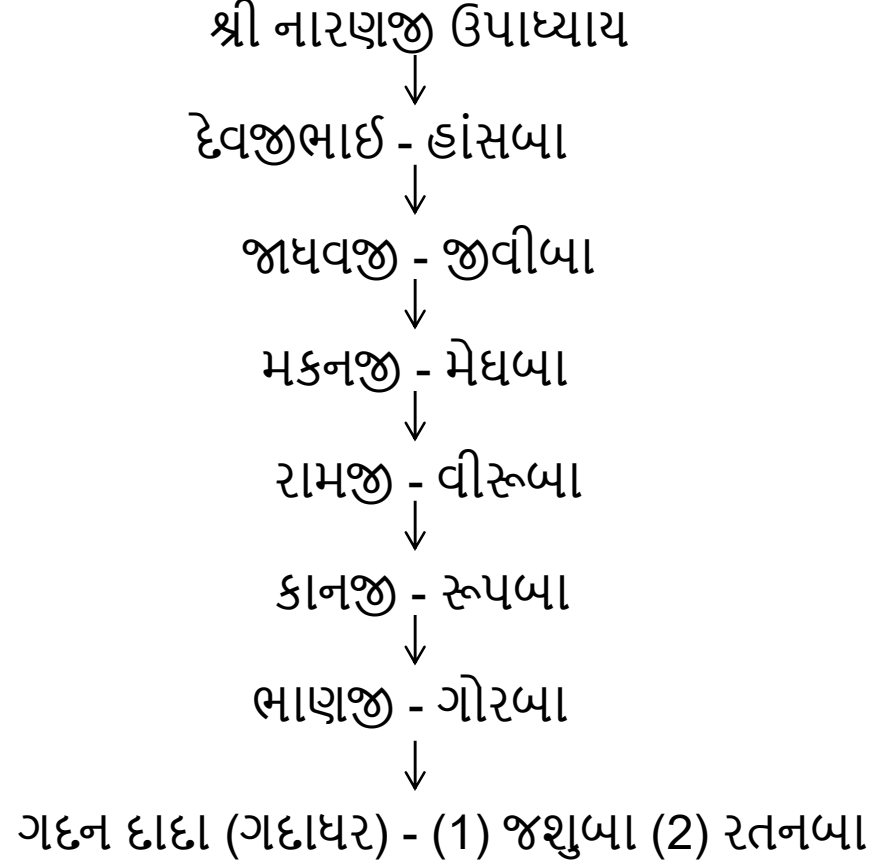 શ્રી નારણજી ઉપાધ્યાય
દેવજીભાઈ - હાંસબા
જાધવજી - જીવીબા
મકનજી - મેઘબા
રામજી - વીરૂબા
કાનજી - રૂપબા
ભાણજી - ગોરબા
ગદન દાદા (ગદાધર) - (1) જશુબા (2) રતનબા